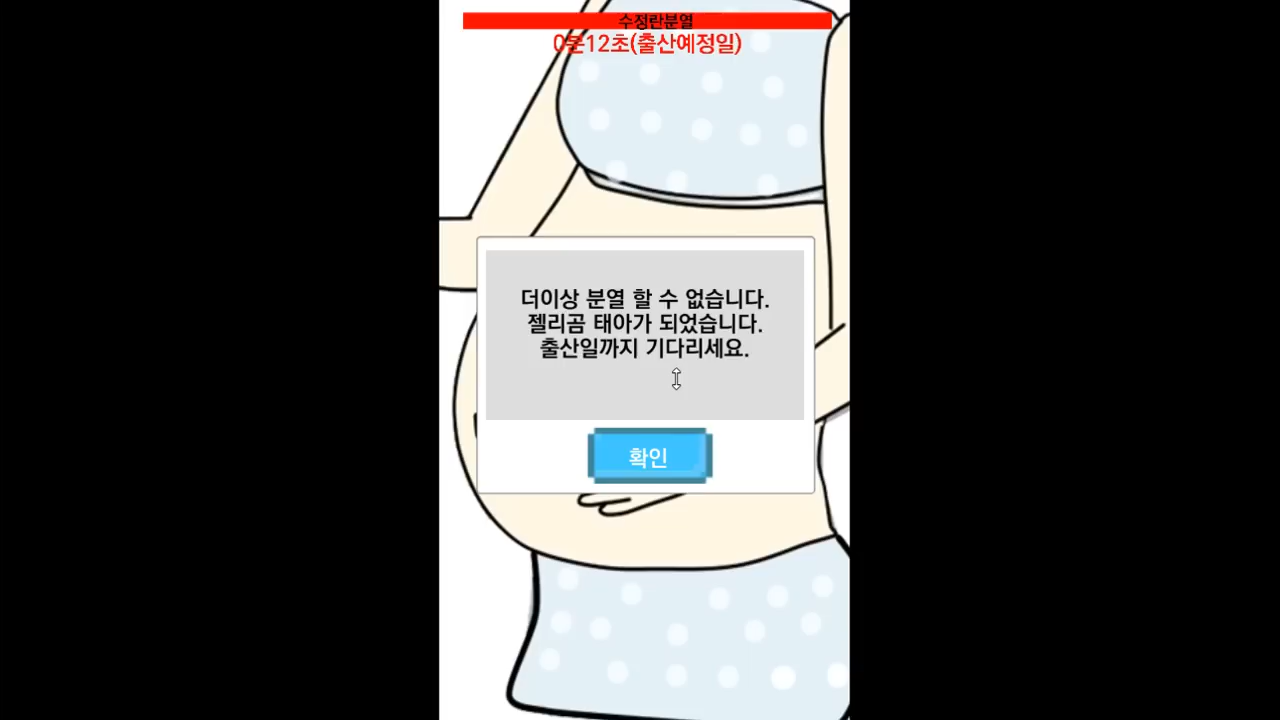 수정란분열
0분12초(출산예정일)
더이상 분열 할 수 없습니다.
젤리곰 태아가 되었습니다.
출산일까지 기다리세요.
확인